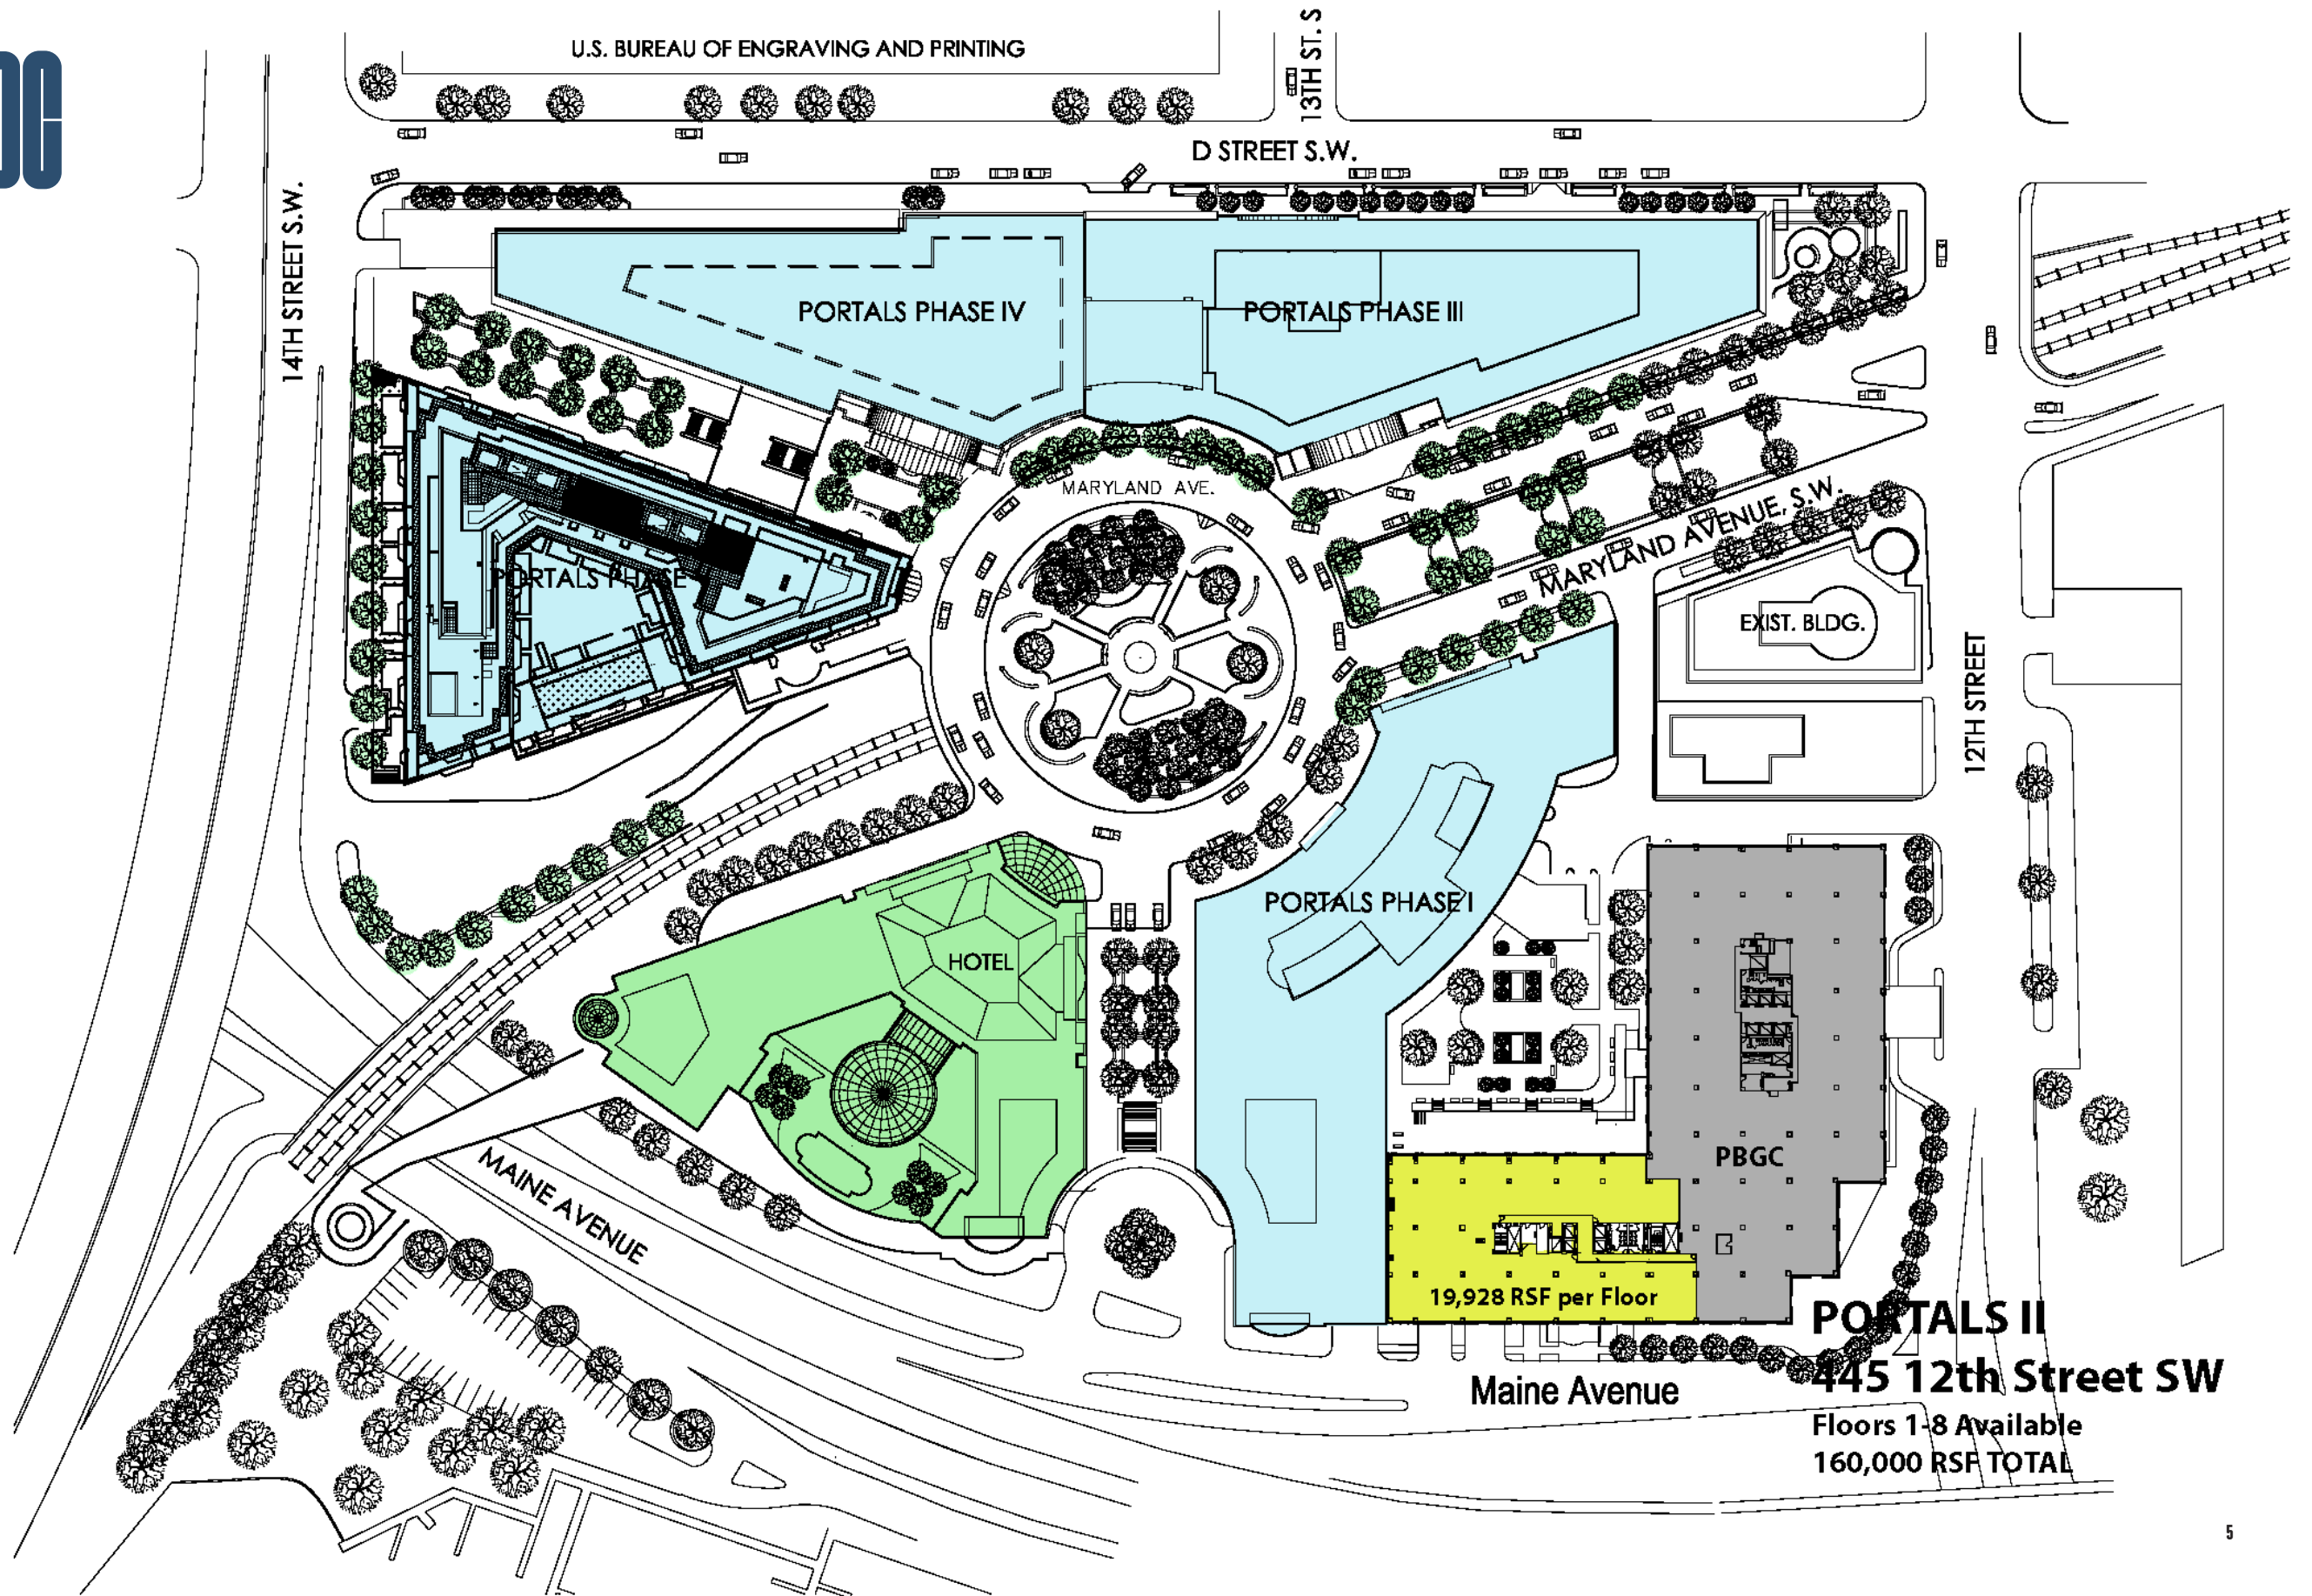 U.S. BUREAU OF ENGRAVING AND PRINTING
13TH ST. S
D STREET S.W.
14TH STREET S.W.
PORTALS PHASE IV
PORTALS PHASE III
MARYLAND AVE.
MARYLAND AVENUE, S.W.
PORTALS PHASE
EXIST. BLDG.
12TH STREET
PORTALS PHASE I
HOTEL
PBGC
MAINE AVENUE
19,928 RSF per Floor
PORTALS II
445 12th Street SW
Maine Avenue
Floors 1-8 Available
160,000 RSF TOTAL
5